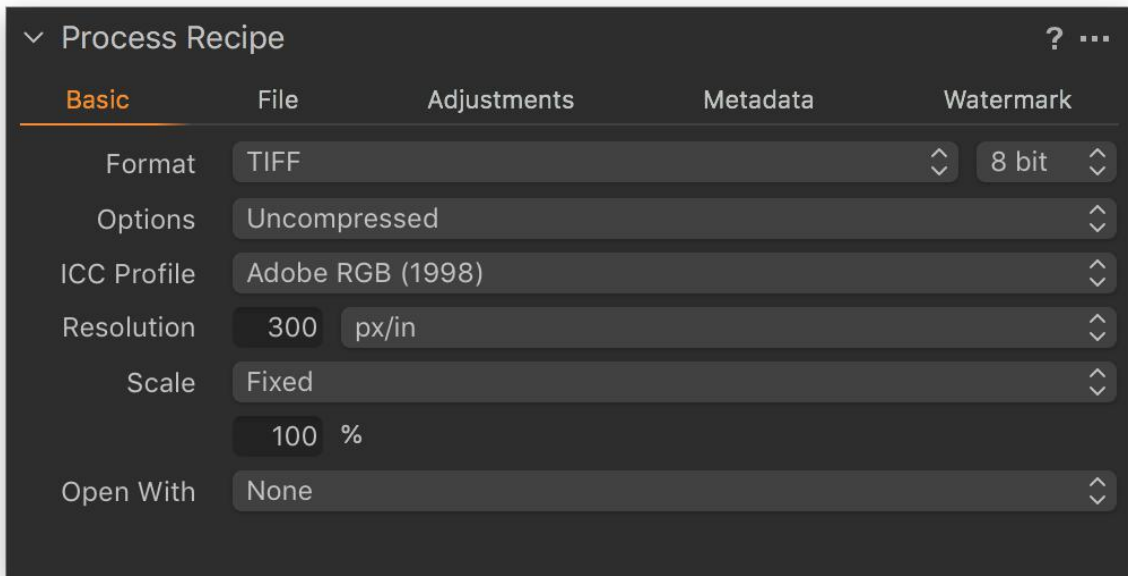 Process Recipe ? ...
Basic File Adjustments Metadata Watermark
Format TIFF 8 bit
Options Uncompressed
ICC Profile Adobe RGB (1998)
Resolution 300 px/in
Scale Fixed
100 %
Open With None